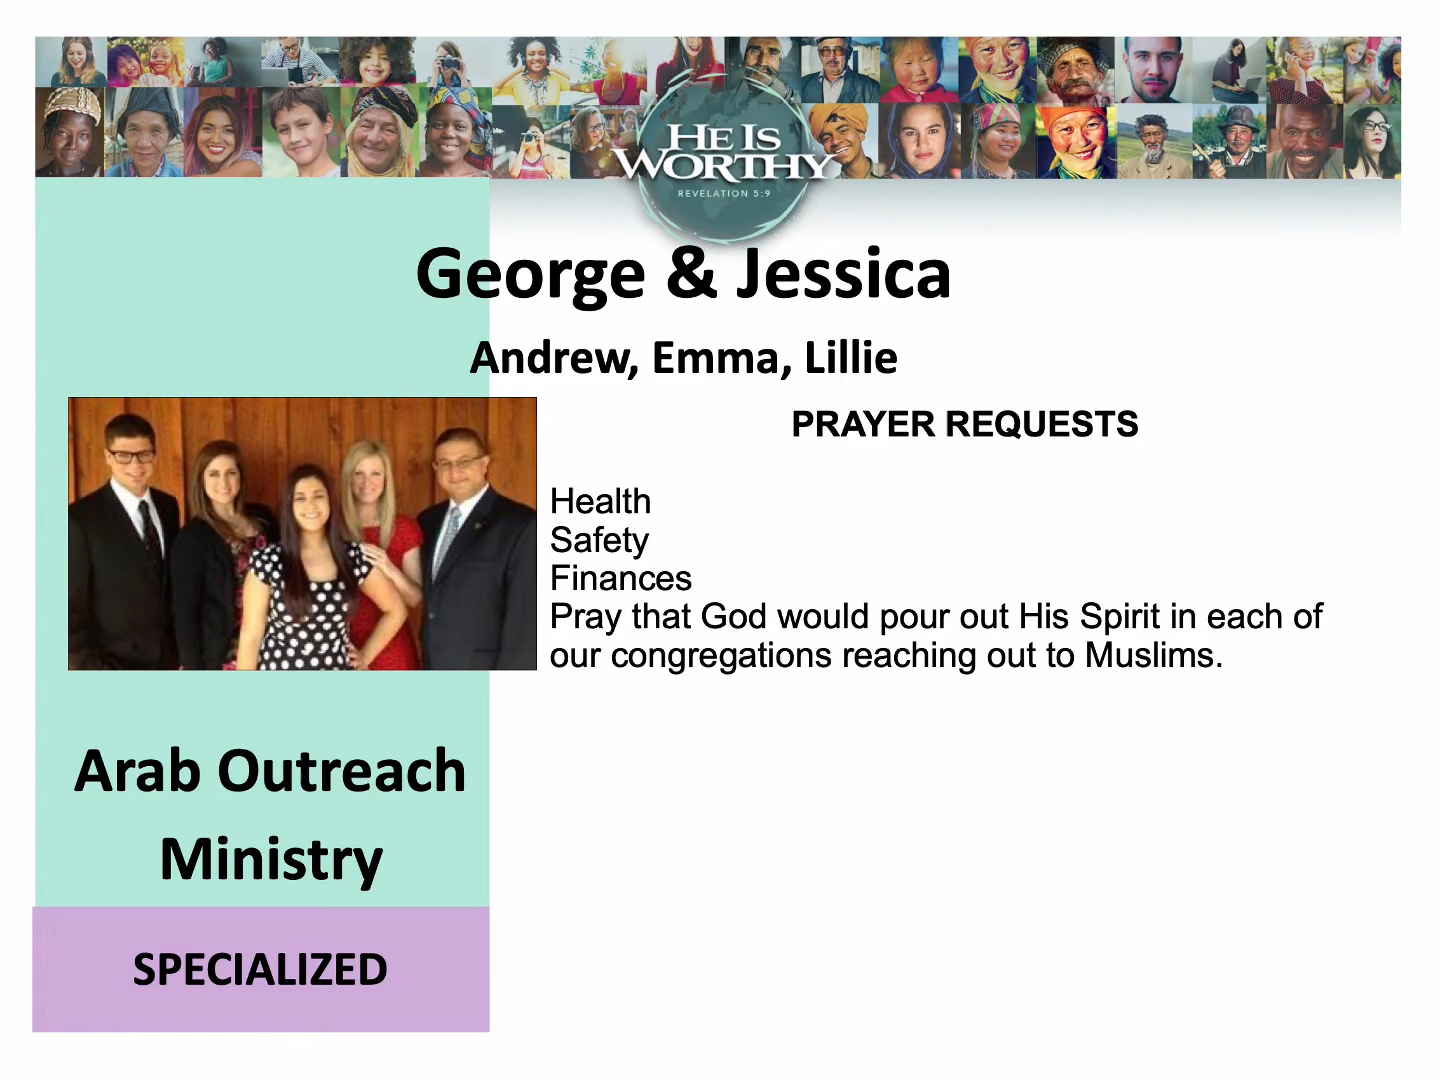 HE IS
WORTHY
REVELATION 5:9
George & Jessica
Andrew, Emma, Lillie
PRAYER REQUESTS
Health
Safety
Finances
Pray that God would pour out His Spirit in each of
our congregations reaching out to Muslims.
Arab Outreach
Ministry
SPECIALIZED